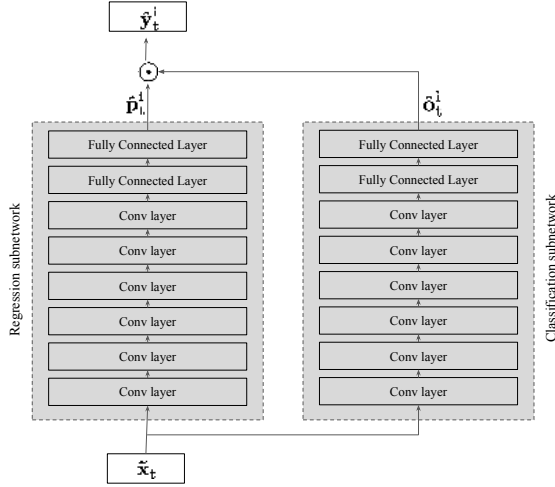 ŷ_t^i
p̂_t^i
ô_t^i
Regression subnetwork
Fully Connected Layer
Fully Connected Layer
Conv layer
Conv layer
Conv layer
Conv layer
Conv layer
Conv layer
Fully Connected Layer
Fully Connected Layer
Conv layer
Conv layer
Conv layer
Conv layer
Conv layer
Conv layer
Classification subnetwork
x̃_t